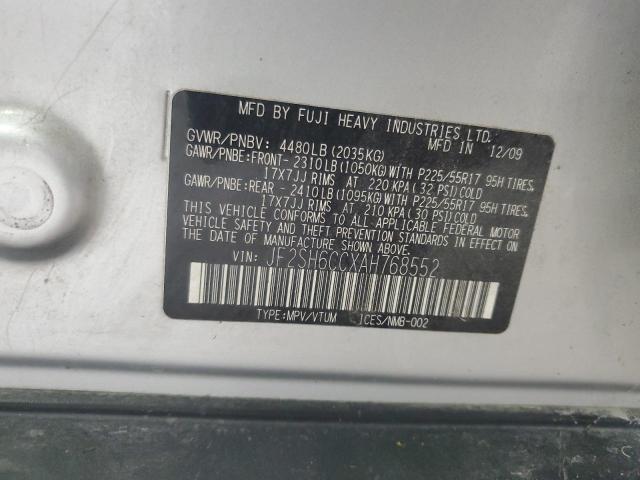 MFD BY FUJI HEAVY INDUSTRIES LTD.
MFD IN 12/09
GVWR/PNBV: 4480LB(2035KG)
GAWR/PNBE:FRONT- 2310LB(1050KG)WITH P225/55R17 95H TIRES,
17X7JJ RIMS AT 220 KPA(32 PSI)COLD
GAWR/PNBE:REAR - 2410LB(1095KG)WITH P225/55R17 95H TIRES,
17X7JJ RIMS AT 210 KPA(30 PSI)COLD
THIS VEHICLE CONFORMS TO ALL APPLICABLE FEDERAL MOTOR
VEHICLE SAFETY AND THEFT PREVENTION STANDARDS IN EFFECT ON
THE DATE OF MANUFACTURE SHOWN ABOVE.
VIN: JF2SH6CCXAH768552
TYPE:MPV/VTUM ICES/NMB-002